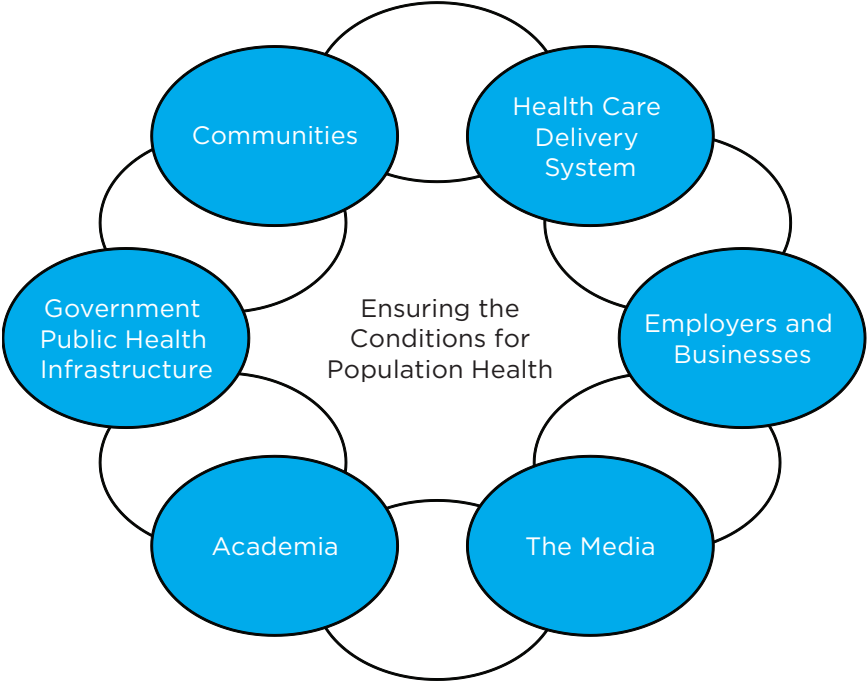 Communities
Health Care
Delivery
System
Government
Public Health
Infrastructure
Ensuring the
Conditions for
Population Health
Employers and
Businesses
Academia
The Media